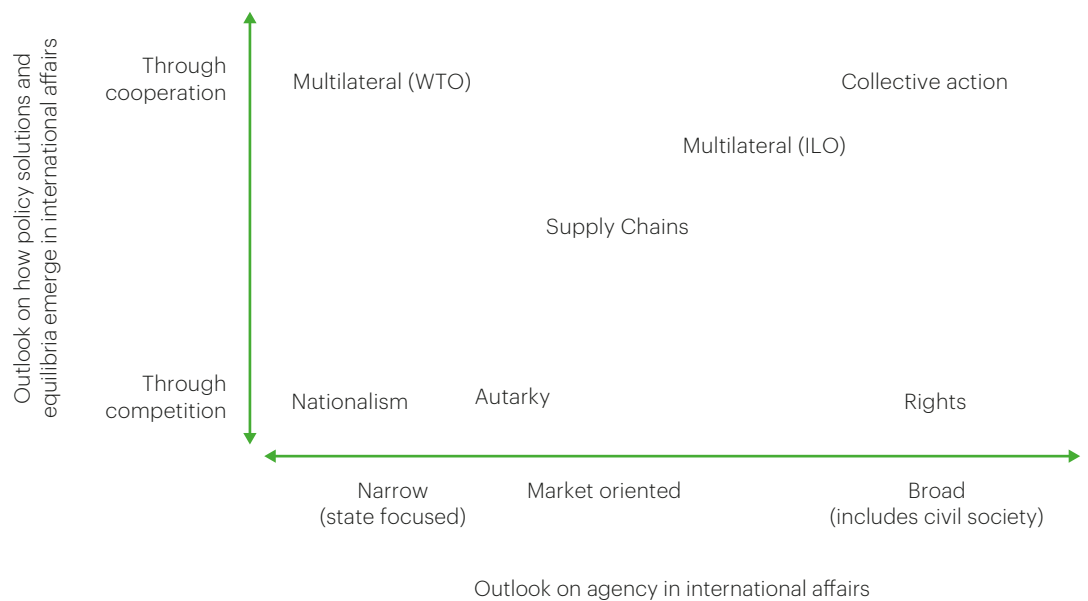 Outlook on how policy solutions and
equilibria emerge in international affairs
Through
cooperation
Multilateral (WTO)
Collective action
Multilateral (ILO)
Supply Chains
Through
competition
Nationalism
Autarky
Rights
Narrow
(state focused)
Market oriented
Broad
(includes civil society)
Outlook on agency in international affairs